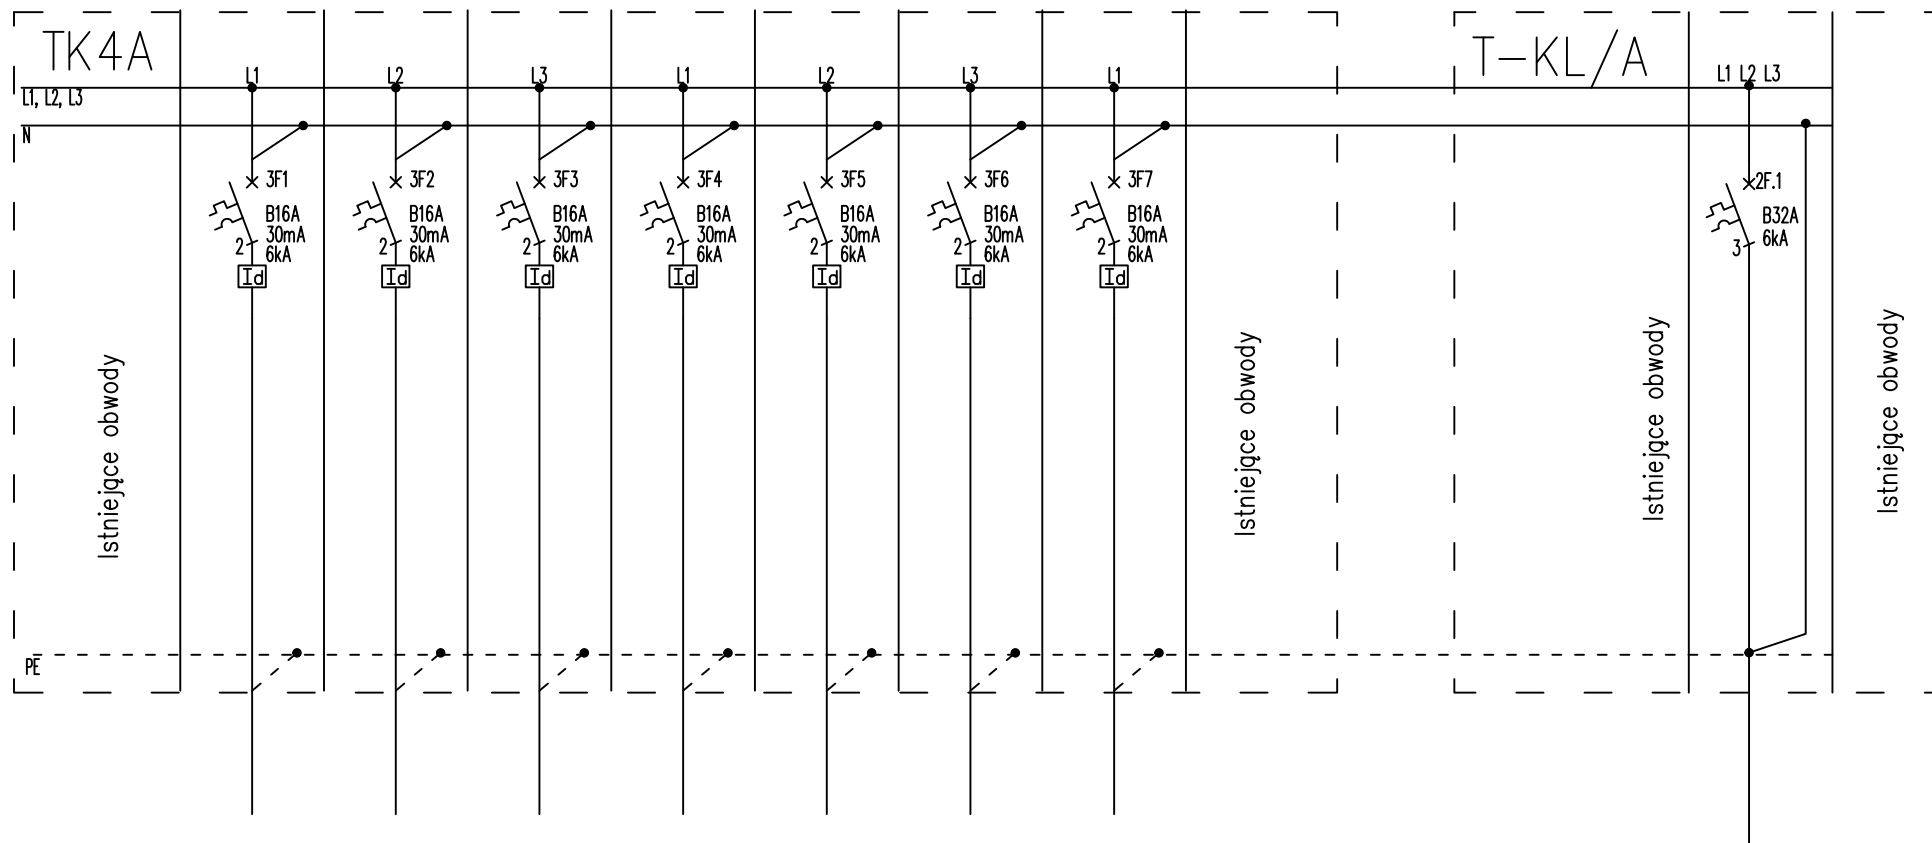 TK4A
T-KL/A
L1
L2
L3
L1
L2
L3
L1
L1 L2 L3
L1, L2, L3
N
3F1
B16A
30mA
6kA
2
Id
3F2
B16A
30mA
6kA
2
Id
3F3
B16A
30mA
6kA
2
Id
3F4
B16A
30mA
6kA
2
Id
3F5
B16A
30mA
6kA
2
Id
3F6
B16A
30mA
6kA
2
Id
3F7
B16A
30mA
6kA
2
Id
2F.1
B32A
6kA
3
Istniejące obwody
Istniejące obwody
Istniejące obwody
Istniejące obwody
PE